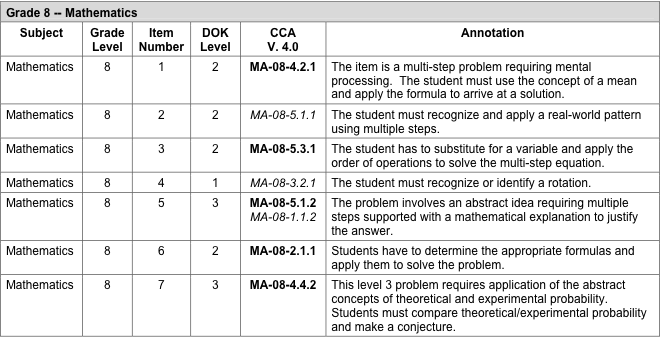 Grade 8 -- Mathematics
Subject Grade Level Item Number DOK Level CCA V. 4.0 Annotation
Mathematics 8 1 2 MA-08-4.2.1 The item is a multi-step problem requiring mental
processing. The student must use the concept of a mean
and apply the formula to arrive at a solution.
Mathematics 8 2 2 MA-08-5.1.1 The student must recognize and apply a real-world pattern
using multiple steps.
Mathematics 8 3 2 MA-08-5.3.1 The student has to substitute for a variable and apply the
order of operations to solve the multi-step equation.
Mathematics 8 4 1 MA-08-3.2.1 The student must recognize or identify a rotation.
Mathematics 8 5 3 MA-08-5.1.2 The problem involves an abstract idea requiring multiple
MA-08-1.1.2 steps supported with a mathematical explanation to justify
the answer.
Mathematics 8 6 2 MA-08-2.1.1 Students have to determine the appropriate formulas and
apply them to solve the problem.
Mathematics 8 7 3 MA-08-4.4.2 This level 3 problem requires application of the abstract
concepts of theoretical and experimental probability.
Students must compare theoretical/experimental probability
and make a conjecture.